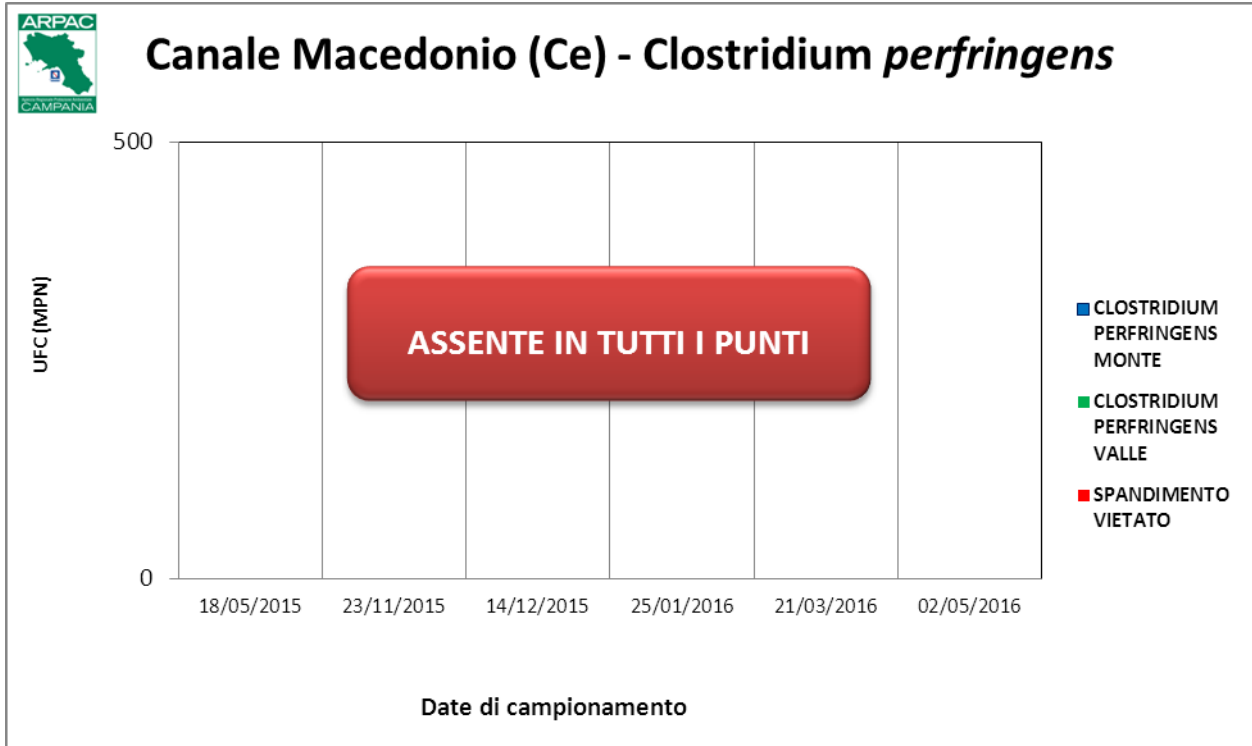 ARPAC
CAMPANIA
Canale Macedonio (Ce) - Clostridium perfringens
500
UFC (MPN)
ASSENTE IN TUTTI I PUNTI
CLOSTRIDIUM
PERFRINGENS
MONTE
CLOSTRIDIUM
PERFRINGENS
VALLE
SPANDIMENTO
VIETATO
0
18/05/2015 23/11/2015 14/12/2015 25/01/2016 21/03/2016 02/05/2016
Date di campionamento